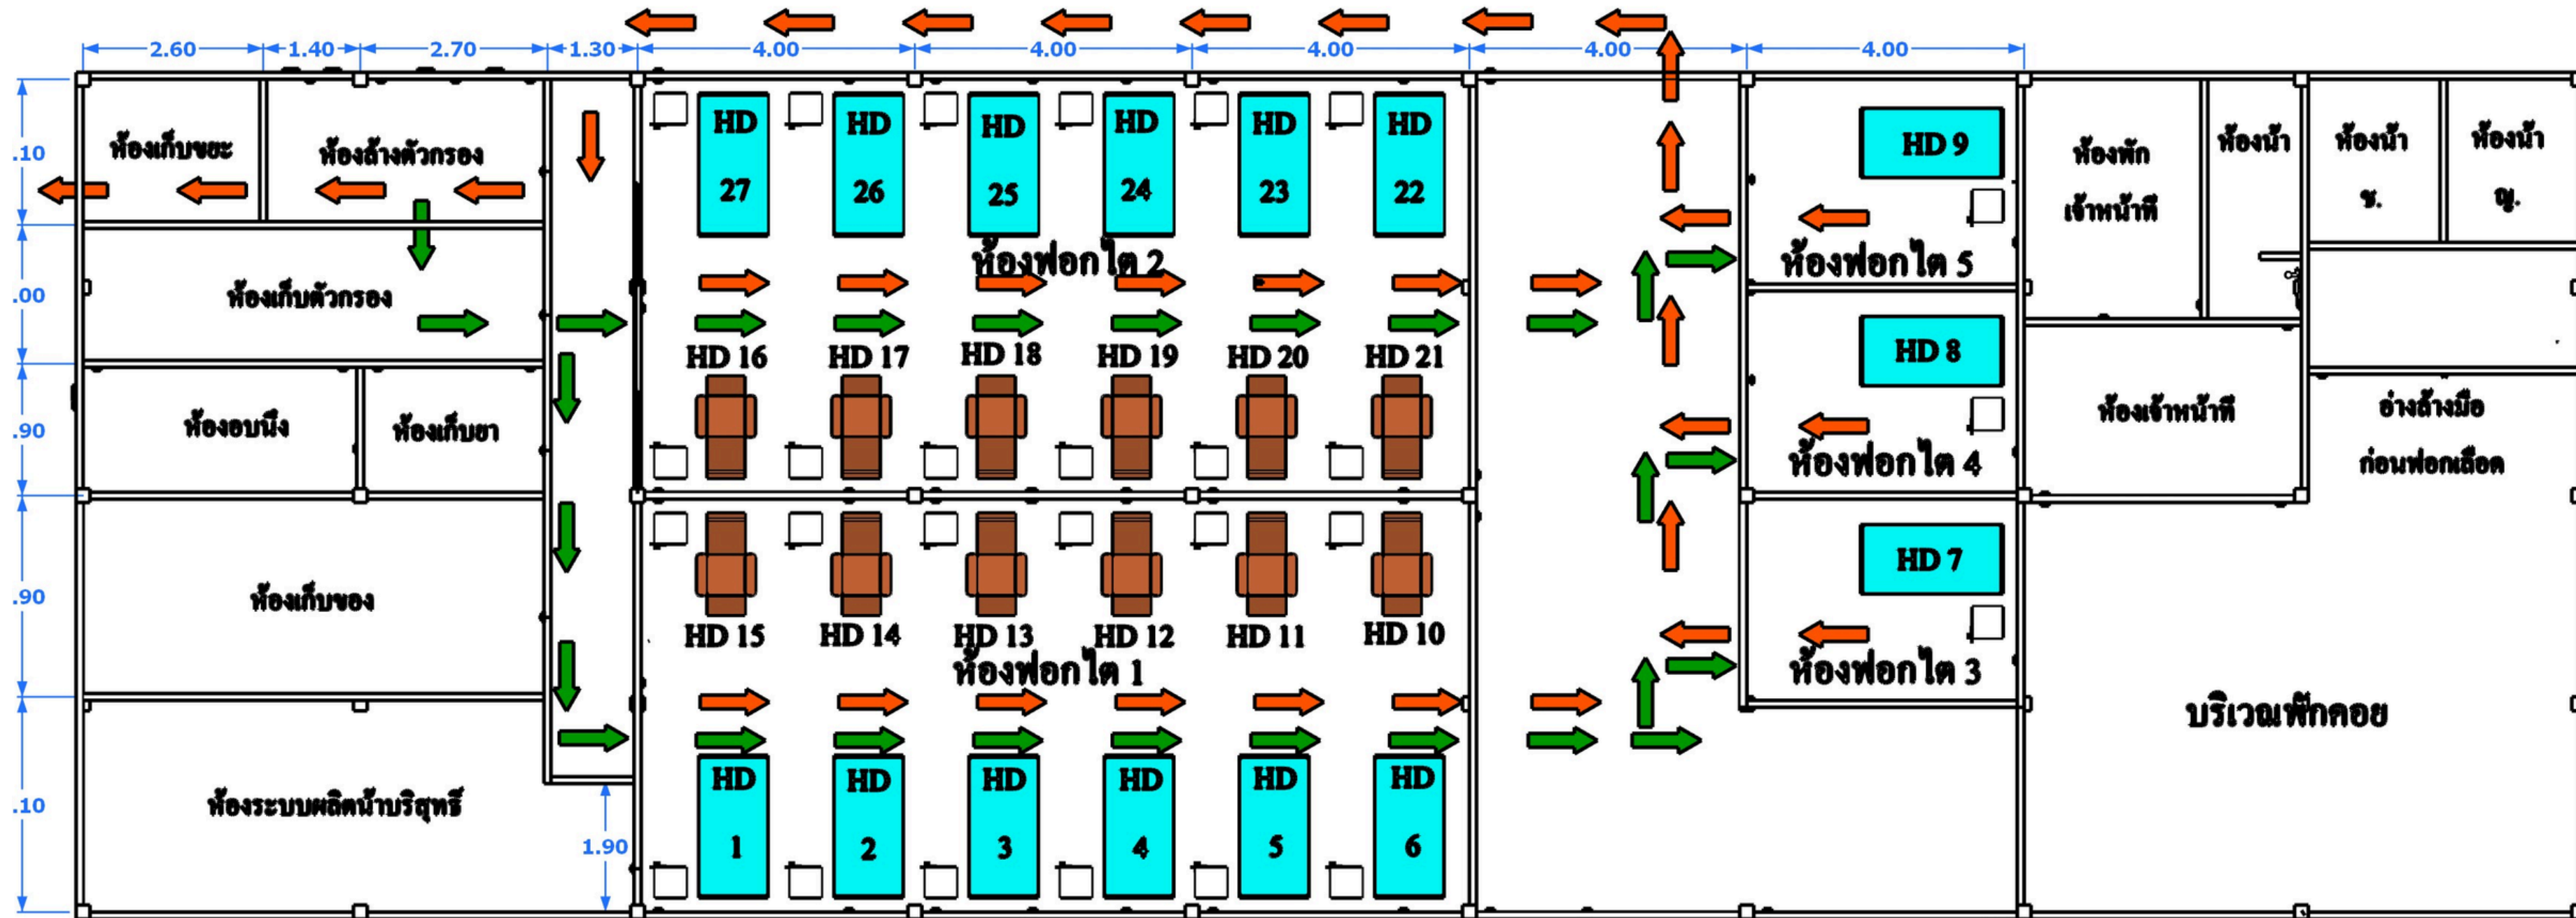 2.60
1.40
2.70
1.30
4.00
4.00
4.00
4.00
4.00
.10
.00
.90
.90
.10
1.90
ห้องเก็บขยะ
ห้องล้างตัวกรอง
ห้องเก็บตัวกรอง
ห้องอบนึ่ง
ห้องเก็บยา
ห้องเก็บของ
ห้องระบบผลิตน้ำบริสุทธิ์
HD
27
HD
26
HD
25
HD
24
HD
23
HD
22
ห้องฟอกไต 2
HD 16
HD 17
HD 18
HD 19
HD 20
HD 21
HD 15
HD 14
HD 13
HD 12
HD 11
HD 10
ห้องฟอกไต 1
HD
1
HD
2
HD
3
HD
4
HD
5
HD
6
HD 9
ห้องฟอกไต 5
HD 8
ห้องฟอกไต 4
HD 7
ห้องฟอกไต 3
ห้องพัก
เจ้าหน้าที่
ห้องน้ำ
ห้องน้ำ
ช.
ห้องน้ำ
ญ.
ห้องเจ้าหน้าที่
อ่างล้างมือ
ก่อนฟอกเลือด
บริเวณพักคอย